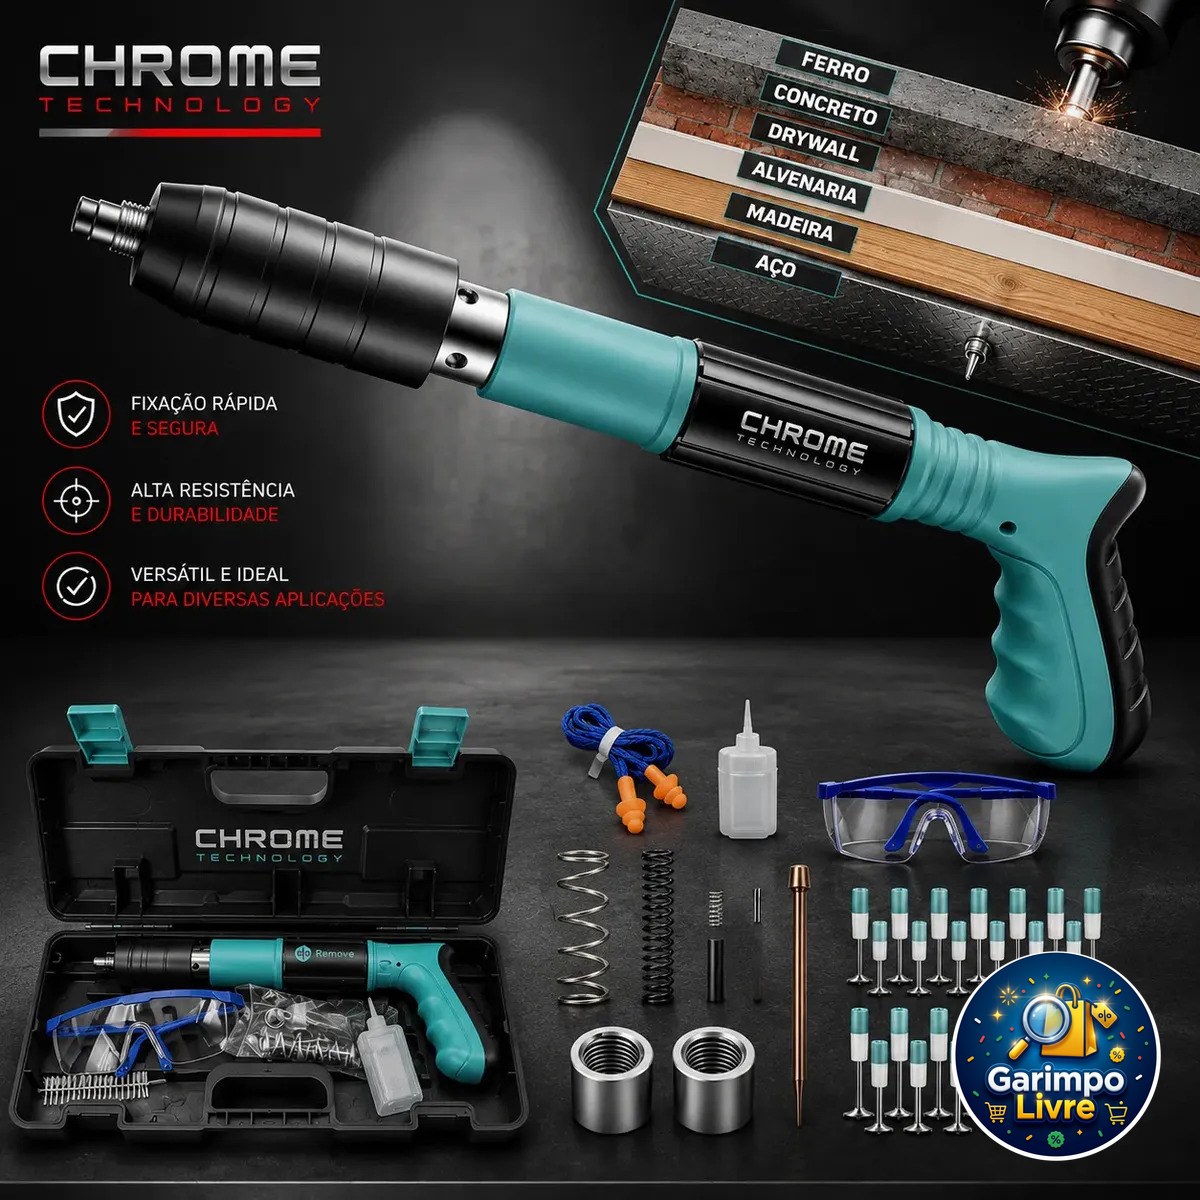 CHROME
TECHNOLOGY
FERRO
CONCRETO
DRYWALL
ALVENARIA
MADEIRA
AÇO
FIXAÇÃO RÁPIDA
E SEGURA
ALTA RESISTÊNCIA
E DURABILIDADE
VERSÁTIL E IDEAL
PARA DIVERSAS APLICAÇÕES
CHROME
TECHNOLOGY
CHROME
TECHNOLOGY
Remove
Garimpo
Livre